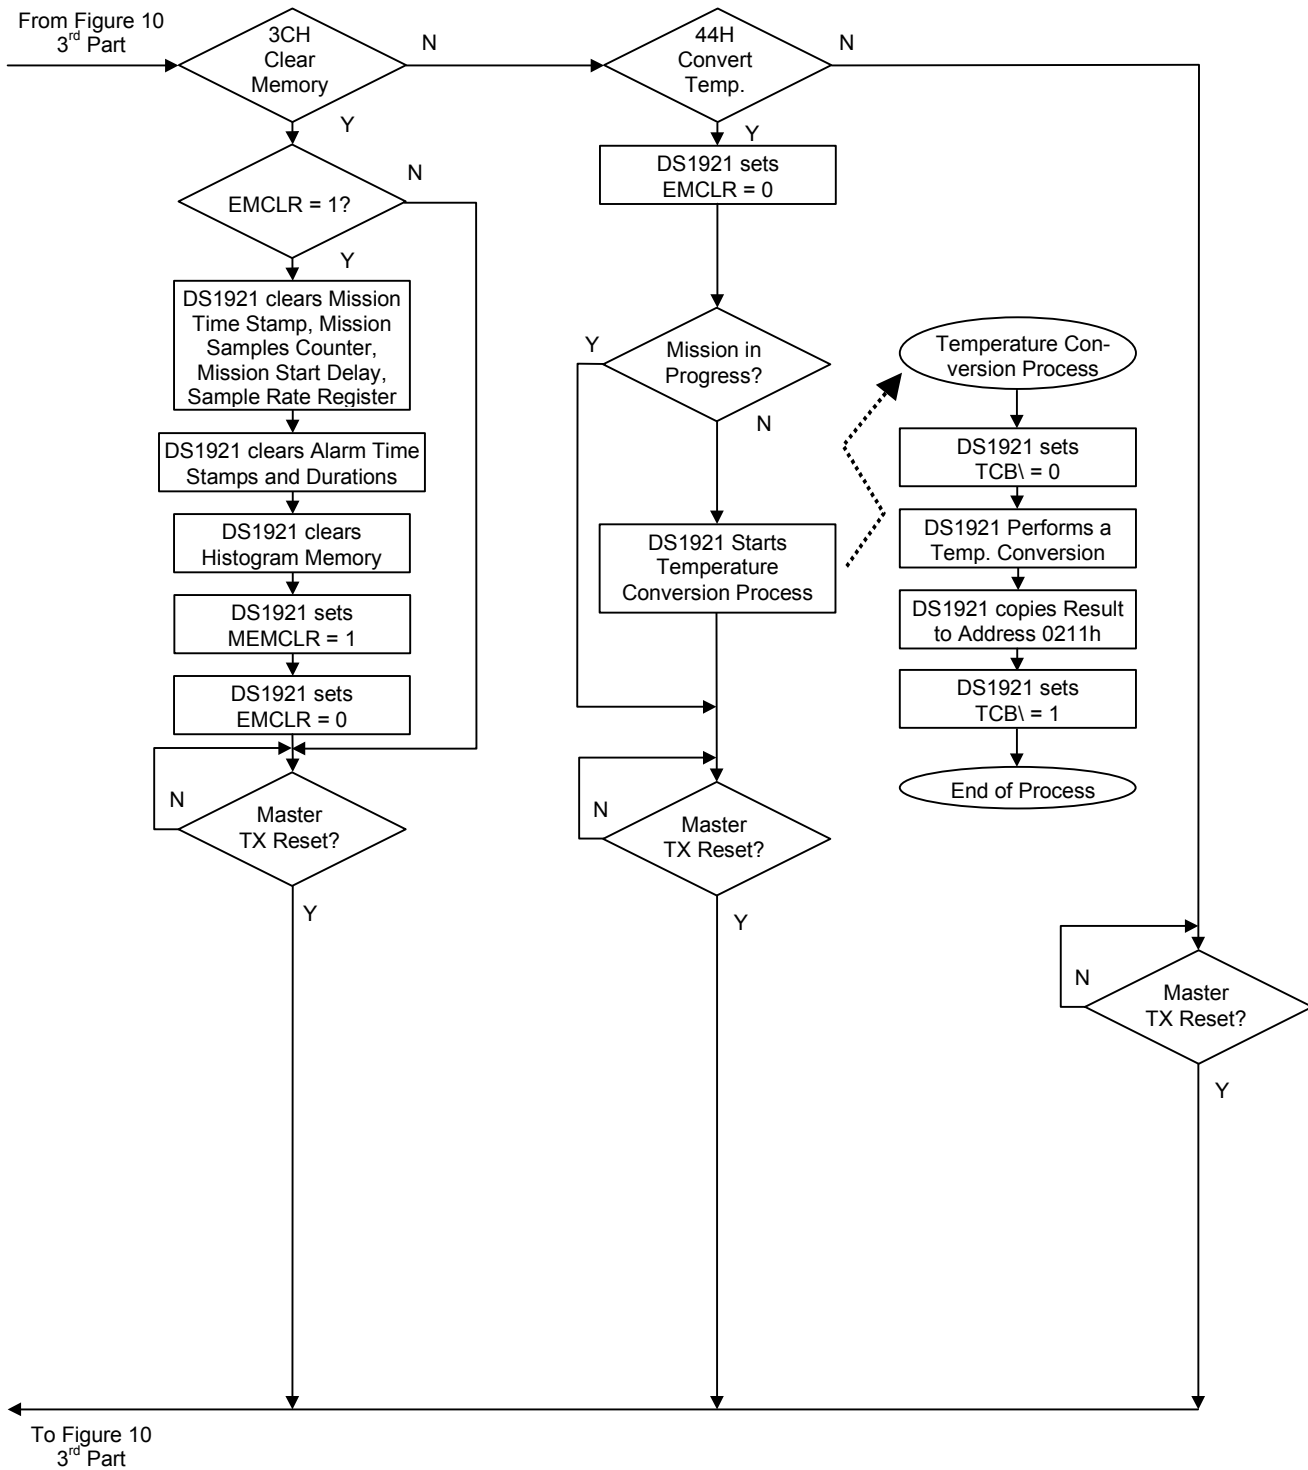 From Figure 10
3rd Part
3CH
Clear
Memory
N
Y
44H
Convert
Temp.
N
Y
EMCLR = 1?
N
Y
DS1921 sets
EMCLR = 0
DS1921 clears Mission
Time Stamp, Mission
Samples Counter,
Mission Start Delay,
Sample Rate Register
DS1921 clears Alarm Time
Stamps and Durations
DS1921 clears
Histogram Memory
DS1921 sets
MEMCLR = 1
DS1921 sets
EMCLR = 0
N
Master
TX Reset?
Y
Y
Mission in
Progress?
N
DS1921 Starts
Temperature
Conversion Process
N
Master
TX Reset?
Y
Temperature Con-
version Process
DS1921 sets
TCB\ = 0
DS1921 Performs a
Temp. Conversion
DS1921 copies Result
to Address 0211h
DS1921 sets
TCB\ = 1
End of Process
N
Master
TX Reset?
Y
To Figure 10
3rd Part